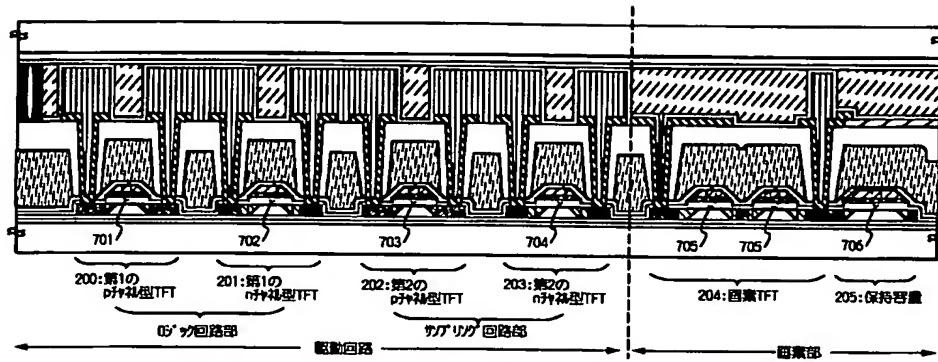 701
702
703
704
705
705
706
200:第1の
pチャネル型TFT
201:第1の
nチャネル型TFT
202:第2の
pチャネル型TFT
203:第2の
nチャネル型TFT
204:画素TFT
205:保持容量
ロジック回路部
サンプリング回路部
駆動回路
画素部